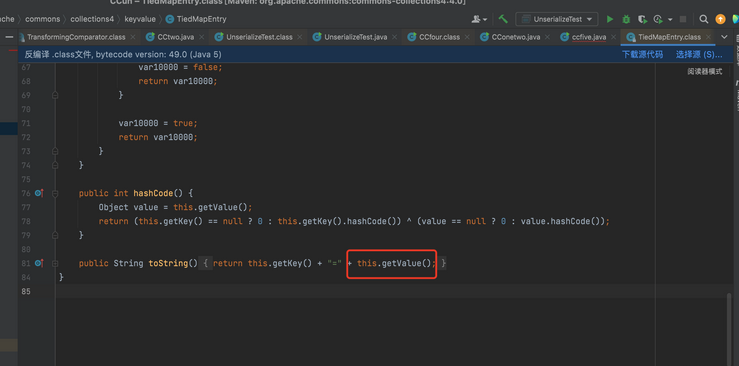 CCun – TiedMapEntry.class [Maven: org.apache.commons:commons-collections4:4.0]
ache › commons › collections4 › keyvalue › TiedMapEntry
UnserializeTest
TransformingComparator.class × CCtwo.java × UnserializeTest.class × UnserializeTest.java × CCfour.class × CConetwo.java × ccfive.java × TiedMapEntry.class ×
反编译 .class文件, bytecode version: 49.0 (Java 5) 下载源代码 选择源 (S)...
阅读器模式
67 var10000 = false;
68 return var10000;
69 }
70
71 var10000 = true;
72 return var10000;
73 }
74 }
75
76 public int hashCode() {
77 Object value = this.getValue();
78 return (this.getKey() == null ? 0 : this.getKey().hashCode()) ^ (value == null ? 0 : value.hashCode());
79 }
80
81 public String toString() { return this.getKey() + "=" + this.getValue(); }
84 }
85